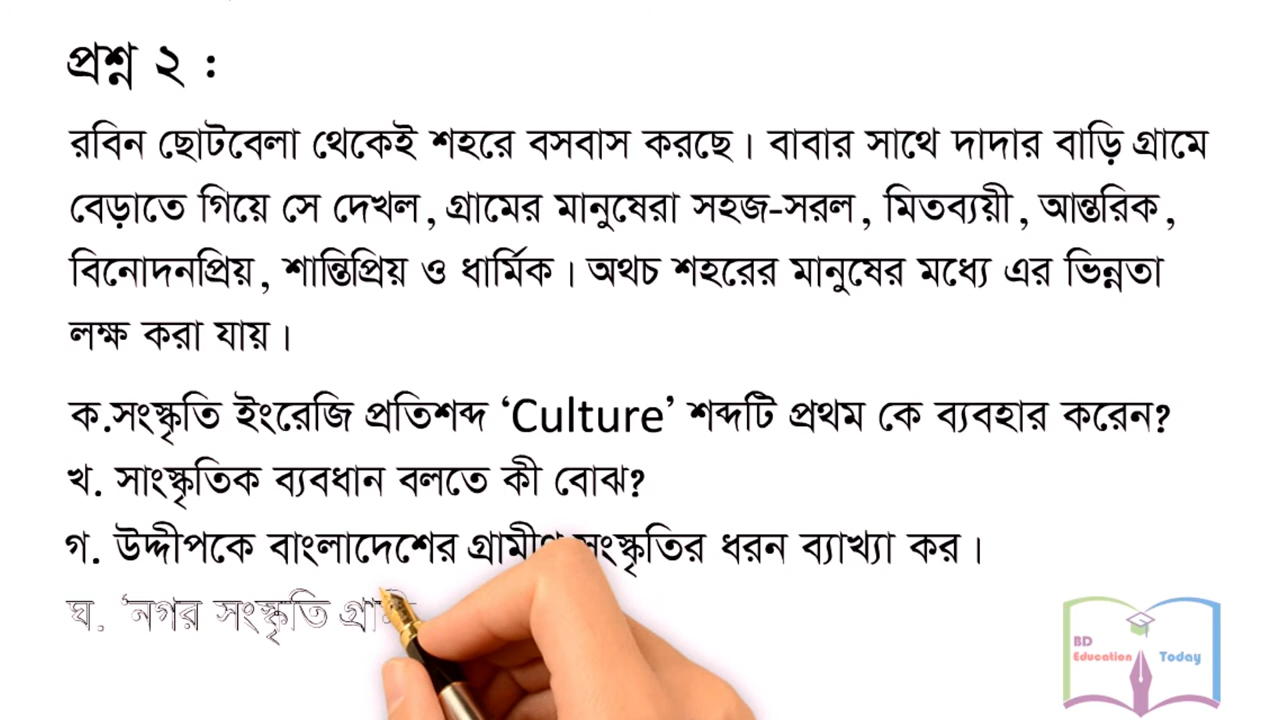 প্রশ্ন ২ :
রবিন ছোটবেলা থেকেই শহরে বসবাস করছে। বাবার সাথে দাদার বাড়ি গ্রামে
বেড়াতে গিয়ে সে দেখল, গ্রামের মানুষেরা সহজ-সরল, মিতব্যয়ী, আন্তরিক,
বিনোদনপ্রিয়, শান্তিপ্রিয় ও ধার্মিক। অথচ শহরের মানুষের মধ্যে এর ভিন্নতা
লক্ষ করা যায়।
ক.সংস্কৃতি ইংরেজি প্রতিশব্দ ‘Culture’ শব্দটি প্রথম কে ব্যবহার করেন?
খ. সাংস্কৃতিক ব্যবধান বলতে কী বোঝ?
গ. উদ্দীপকে বাংলাদেশের গ্রামীণ সংস্কৃতির ধরন ব্যাখ্যা কর।
ঘ. ‘নগর সংস্কৃতি
BD
Education Today